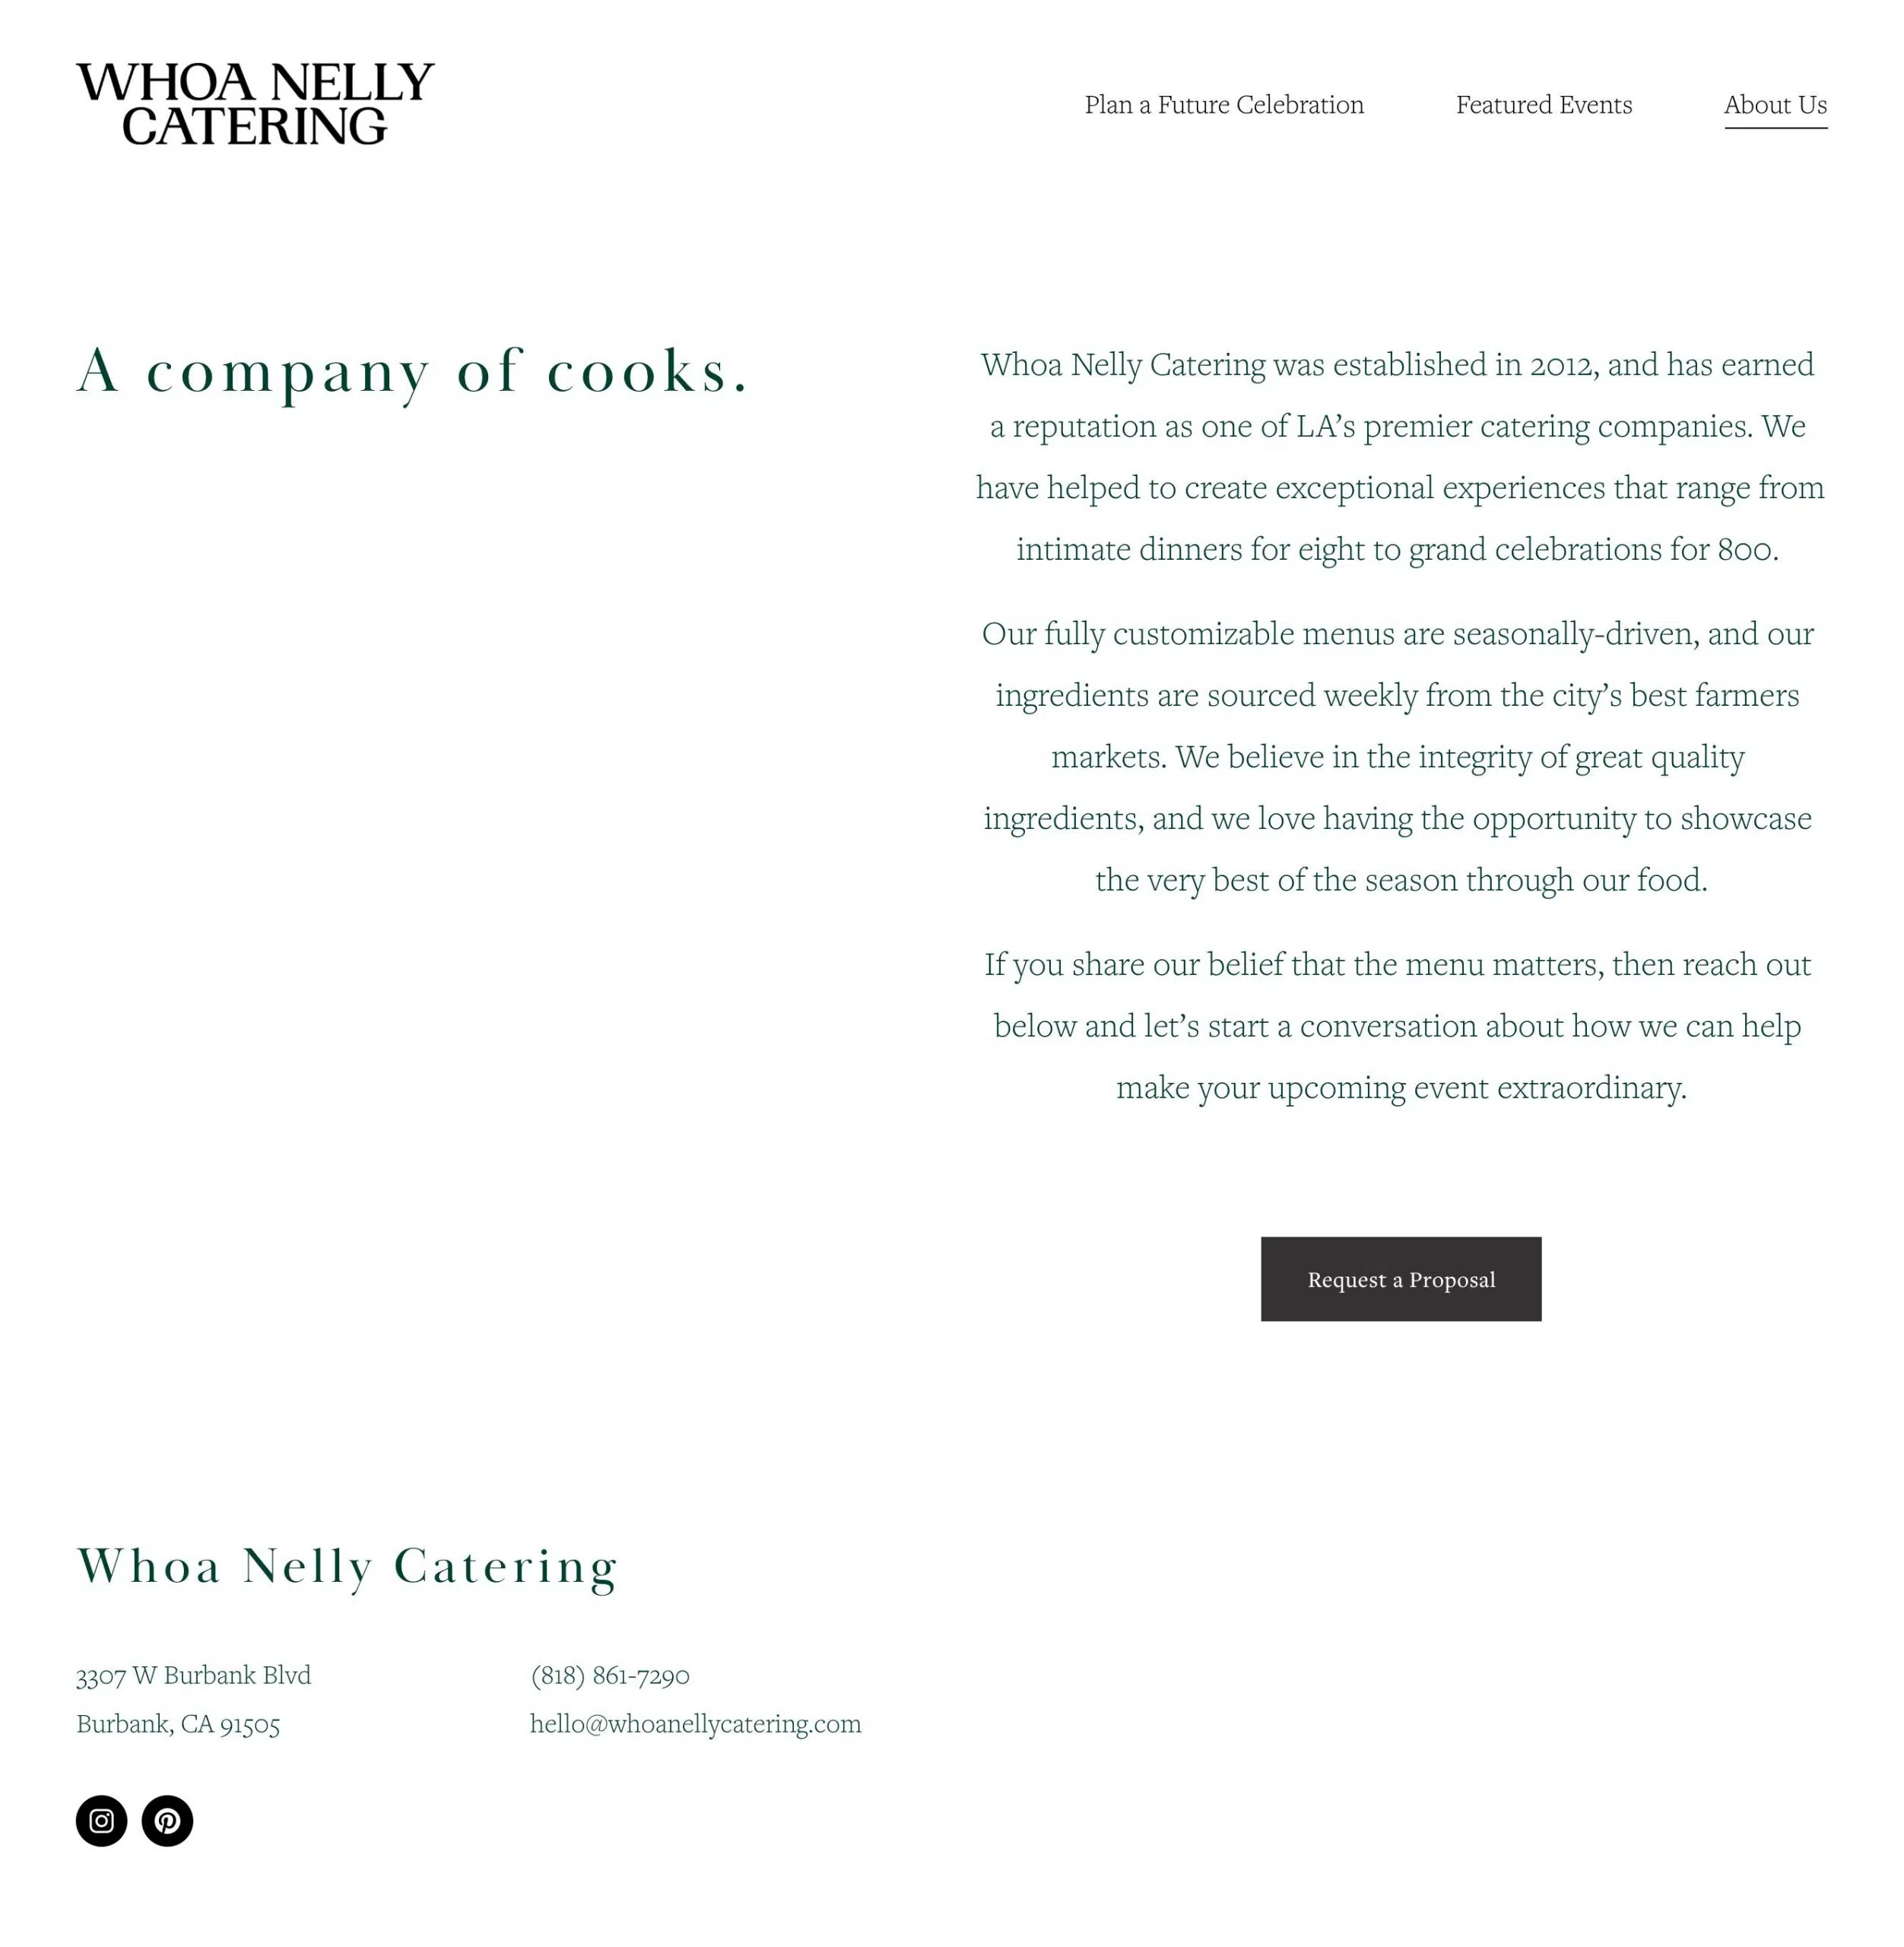 WHOA NELLY
CATERING
Plan a Future Celebration
Featured Events
About Us
A company of cooks.
Whoa Nelly Catering was established in 2012, and has earned
a reputation as one of LA’s premier catering companies. We
have helped to create exceptional experiences that range from
intimate dinners for eight to grand celebrations for 800.
Our fully customizable menus are seasonally-driven, and our
ingredients are sourced weekly from the city’s best farmers
markets. We believe in the integrity of great quality
ingredients, and we love having the opportunity to showcase
the very best of the season through our food.
If you share our belief that the menu matters, then reach out
below and let’s start a conversation about how we can help
make your upcoming event extraordinary.
Request a Proposal
Whoa Nelly Catering
3307 W Burbank Blvd
Burbank, CA 91505
(818) 861-7290
hello@whoanellycatering.com